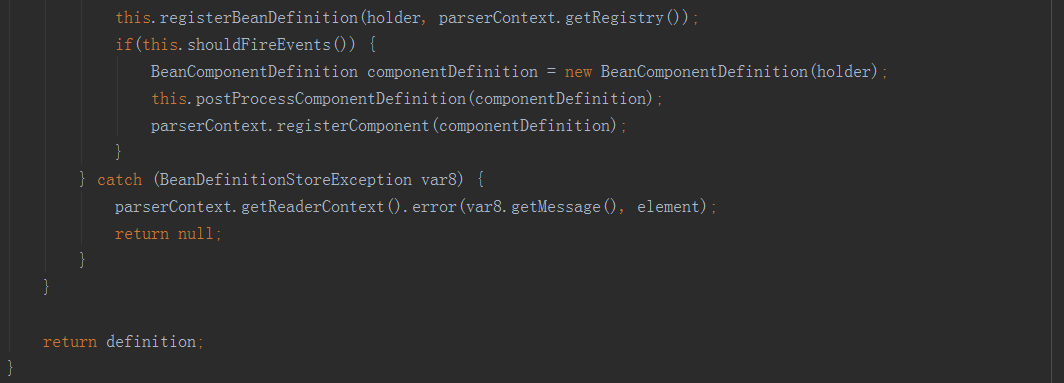 this.registerBeanDefinition(holder, parserContext.getRegistry());
if(this.shouldFireEvents()) {
BeanComponentDefinition componentDefinition = new BeanComponentDefinition(holder);
this.postProcessComponentDefinition(componentDefinition);
parserContext.registerComponent(componentDefinition);
}
} catch (BeanDefinitionStoreException var8) {
parserContext.getReaderContext().error(var8.getMessage(), element);
return null;
}
}
return definition;
}